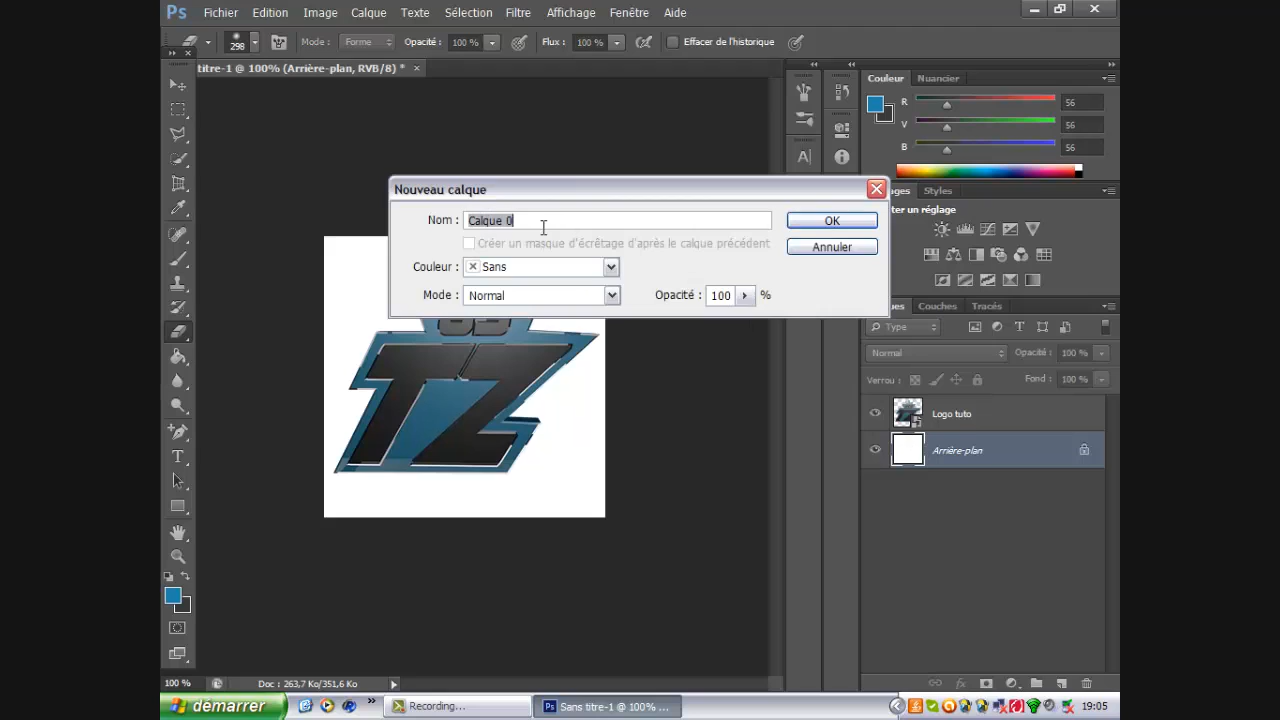 Ps Fichier Edition Image Calque Texte Sélection Filtre Affichage Fenêtre Aide
298 Mode : Forme Opacité : 100 % Flux : 100 % Effacer de l'historique
titre-1 @ 100% (Arrière-plan, RVB/8) * ×
Couleur Nuancier
R 56
V 56
B 56
Nouveau calque
Styles
Nom : Calque 0 OK
ter un réglage
Créer un masque d'écrêtage d'après le calque précédent
Annuler
Couleur : Sans
Mode : Normal Opacité : 100 %
Couches Tracés
Type
Normal Opacité : 100 %
Verrou : Fond : 100 %
Logo tuto
Arrière-plan
TZ
100 % Doc : 263,7 Ko/351,6 Ko
démarrer Recording... Sans titre-1 @ 100% ... 19:05